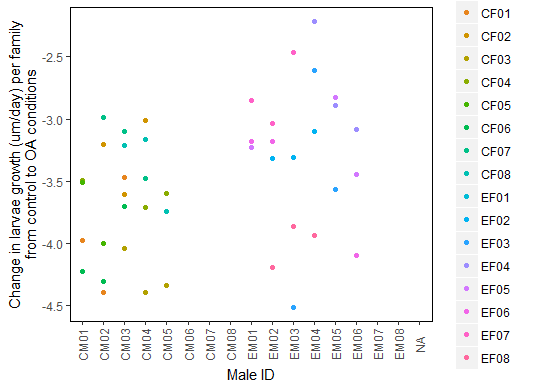 Change in larvae growth (um/day) per family
from control to OA conditions
-2.5
-3.0
-3.5
-4.0
-4.5
CM01
CM02
CM03
CM04
CM05
CM06
CM07
CM08
EM01
EM02
EM03
EM04
EM05
EM06
EM07
EM08
NA
Male ID
CF01
CF02
CF03
CF04
CF05
CF06
CF07
CF08
EF01
EF02
EF03
EF04
EF05
EF06
EF07
EF08